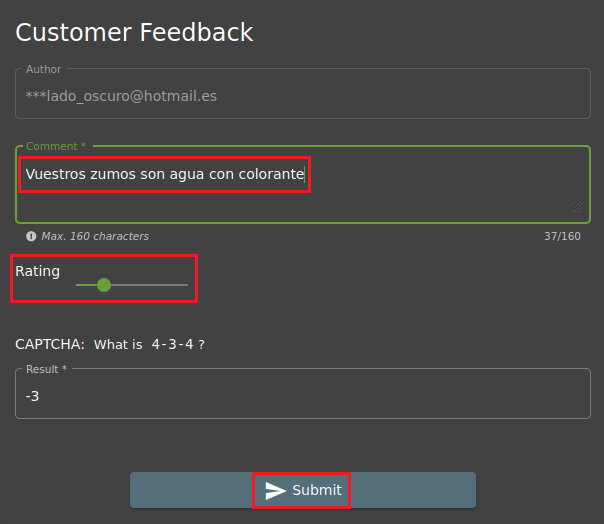 Customer Feedback
Author
***lado_oscuro@hotmail.es
Comment *
Vuestros zumos son agua con colorante
Max. 160 characters
37/160
Rating
CAPTCHA: What is 4-3-4 ?
Result *
-3
Submit